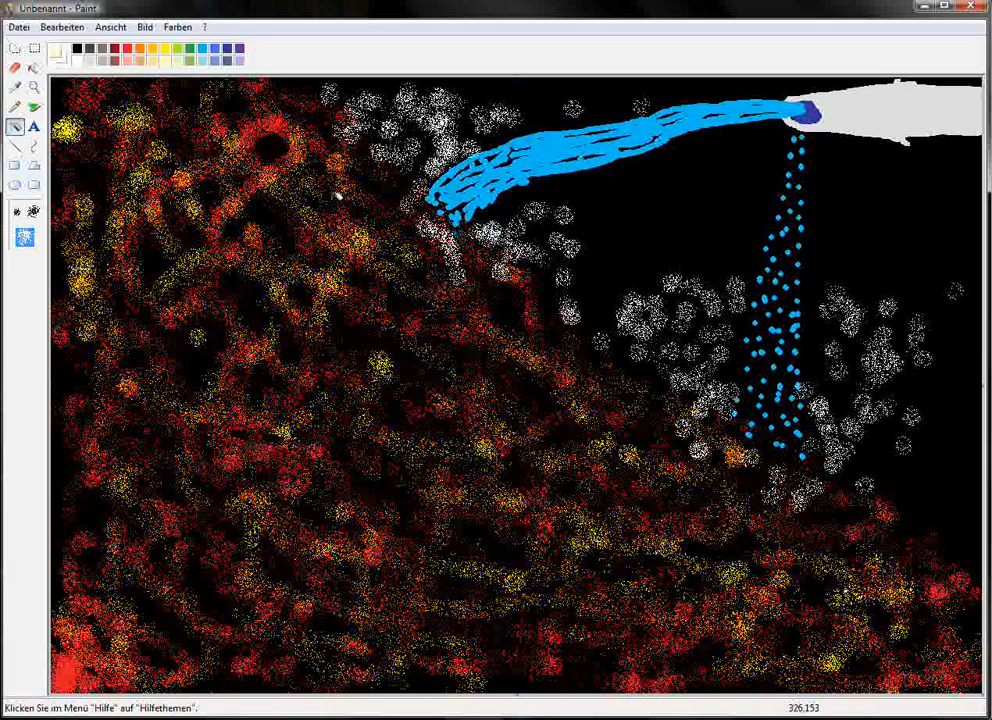 Unbenannt - Paint
Datei Bearbeiten Ansicht Bild Farben ?
A
Klicken Sie im Menü "Hilfe" auf "Hilfethemen".
326,153